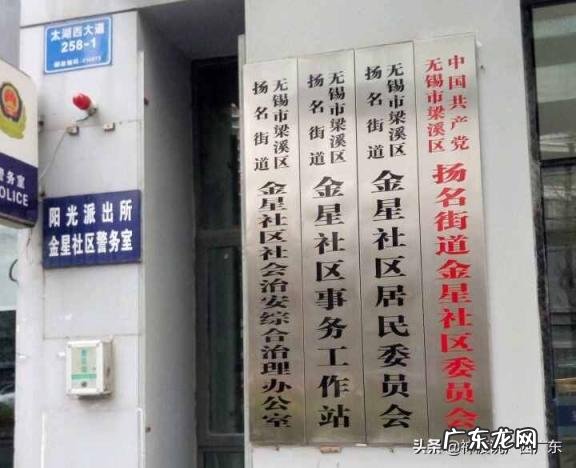 太湖西大道
258-1
警务室
POLICE
阳光派出所
金星社区警务室
中国共产党
无锡市梁溪区
扬名街道金星社区委员会
无锡市梁溪区
扬名街道
金星社区居民委员会
无锡市梁溪区
扬名街道
金星社区事务工作站
无锡市梁溪区
扬名街道
金星社区社会治安综合治理办公室
广东龙网